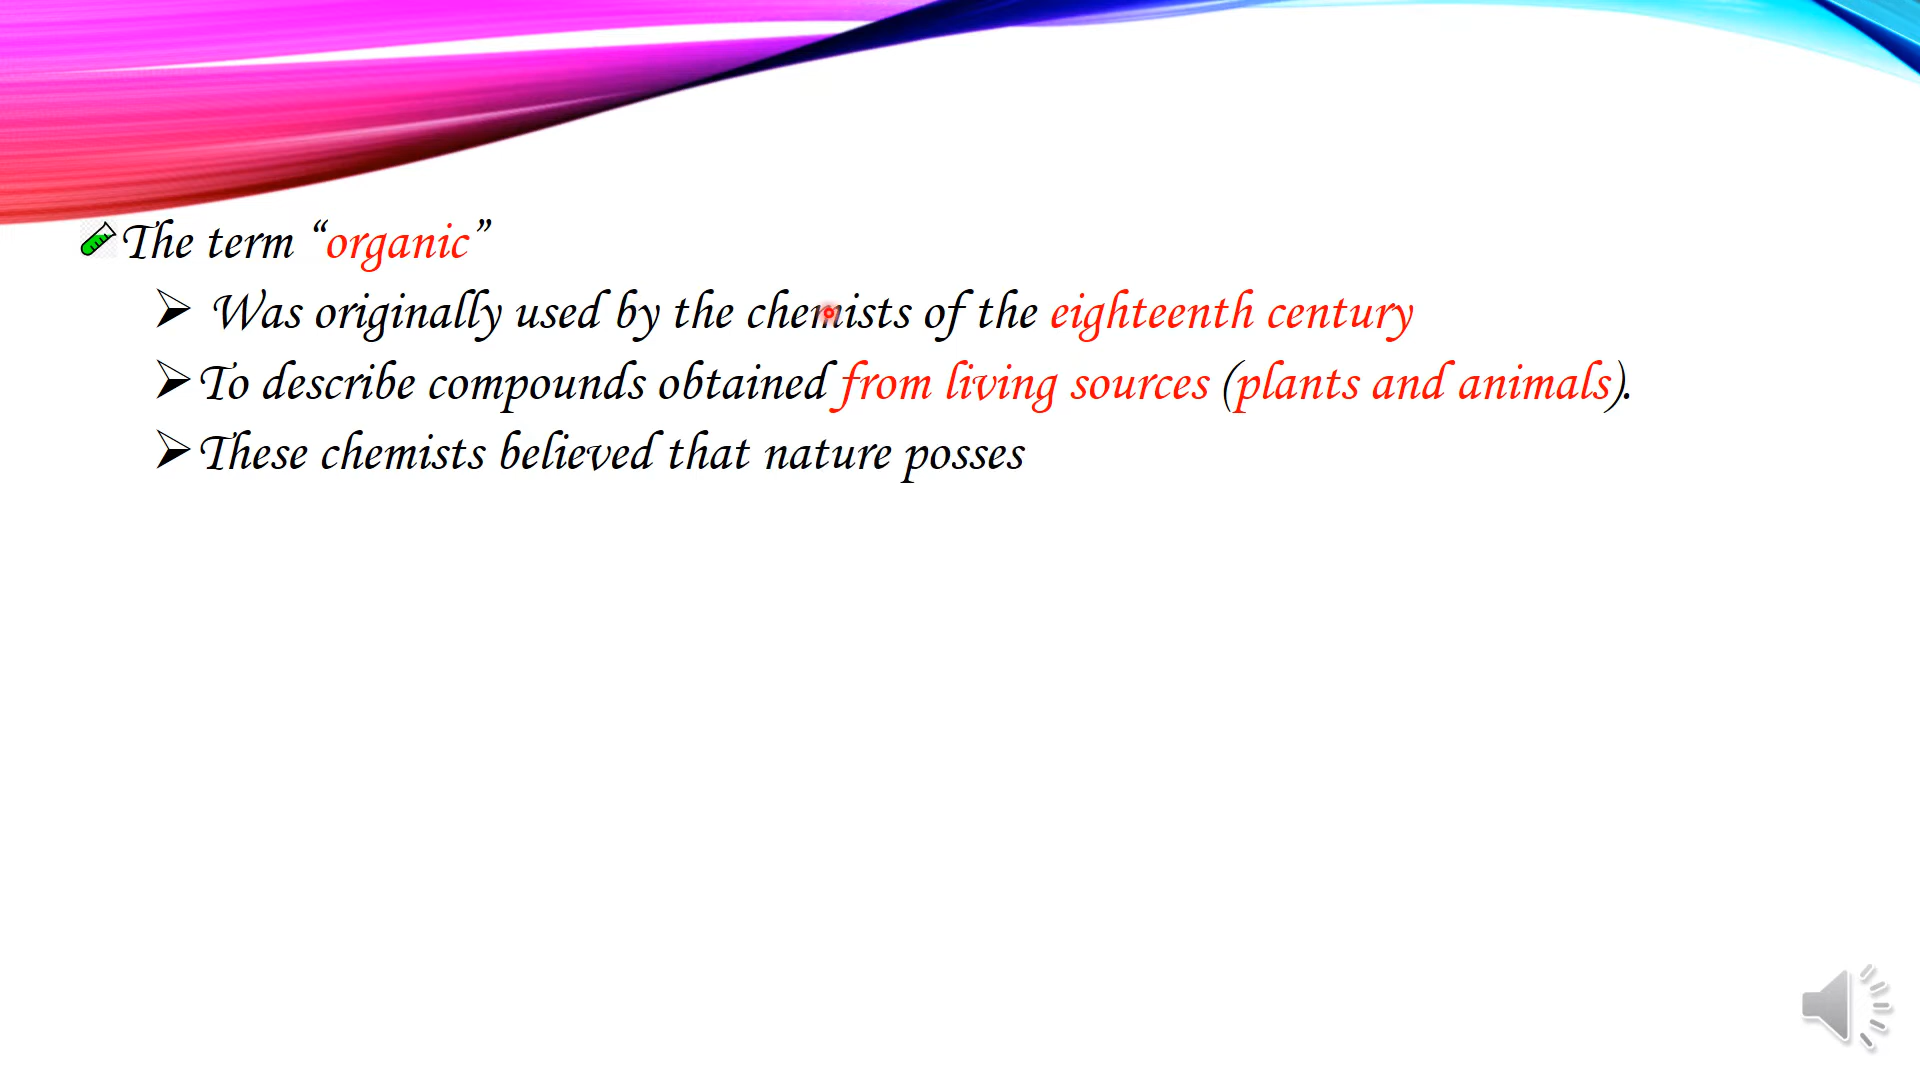 The term “organic”
Was originally used by the chemists of the eighteenth century
To describe compounds obtained from living sources (plants and animals).
These chemists believed that nature posses